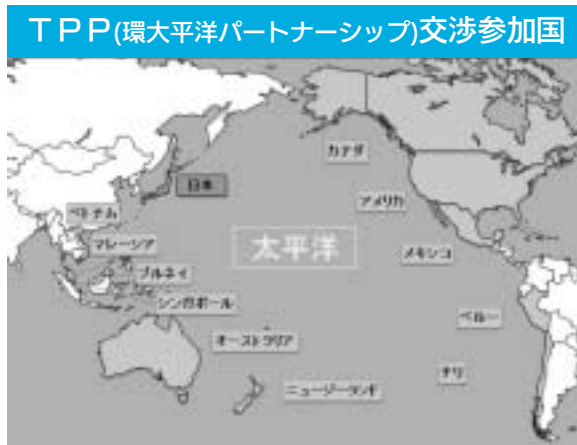 TPP(環太平洋パートナーシップ)交渉参加国
カナダ
日本
アメリカ
ベトナム
マレーシア
太平洋
メキシコ
ブルネイ
シンガポール
ペルー
オーストラリア
チリ
ニュージーランド